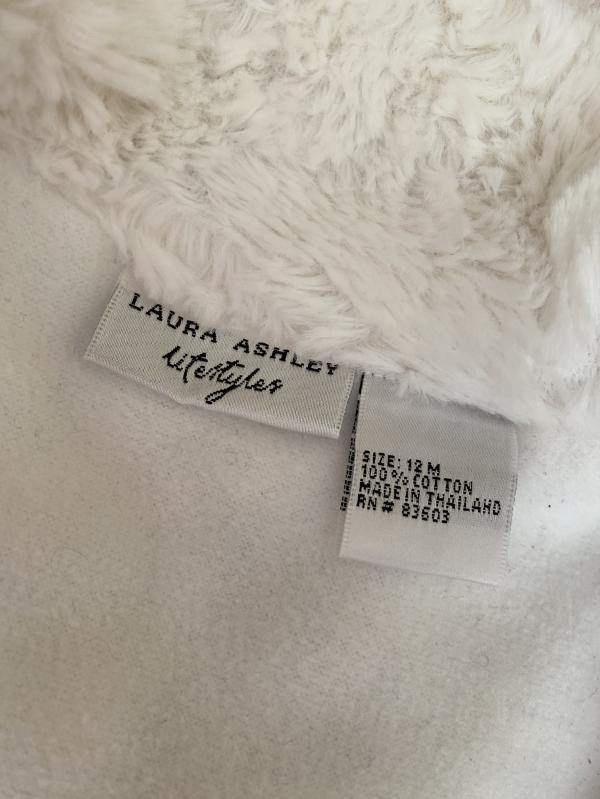 LAURA ASHLEY
lifestyles
SIZE: 12 M
100% COTTON
MADE IN THAILAND
RN # 83603